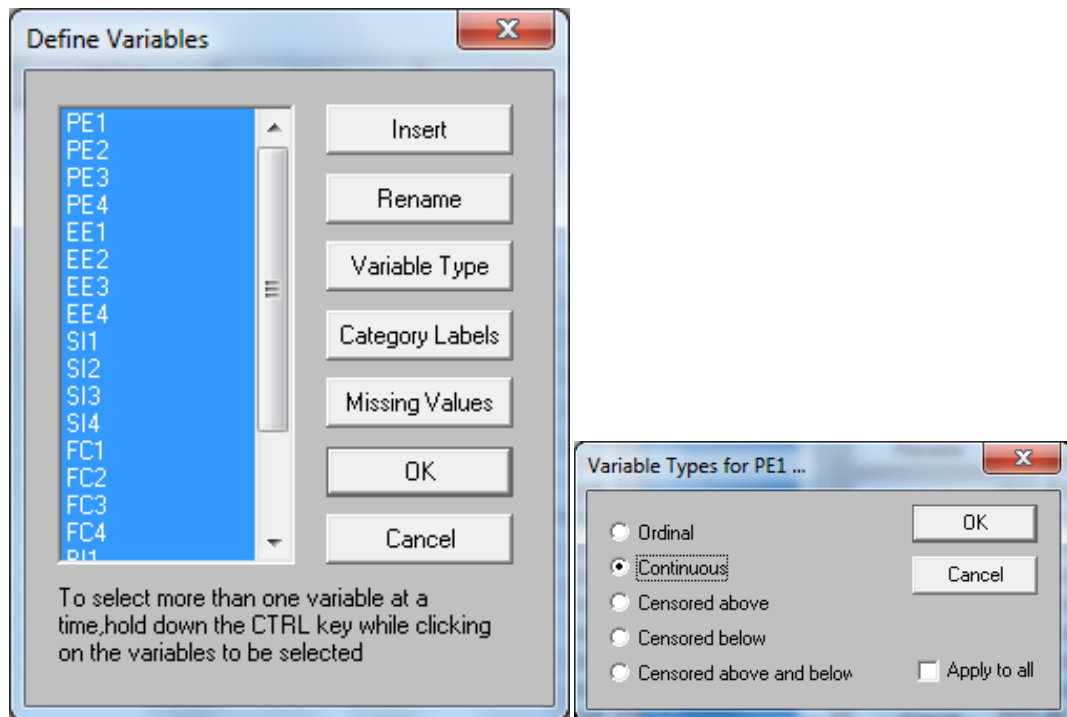 Define Variables
X
PE1
PE2
PE3
PE4
EE1
EE2
EE3
EE4
SI1
SI2
SI3
SI4
FC1
FC2
FC3
FC4
Insert
Rename
Variable Type
Category Labels
Missing Values
OK
Cancel
To select more than one variable at a
time,hold down the CTRL key while clicking
on the variables to be selected
Variable Types for PE1 ...
X
Ordinal
Continuous
Censored above
Censored below
Censored above and below
OK
Cancel
Apply to all